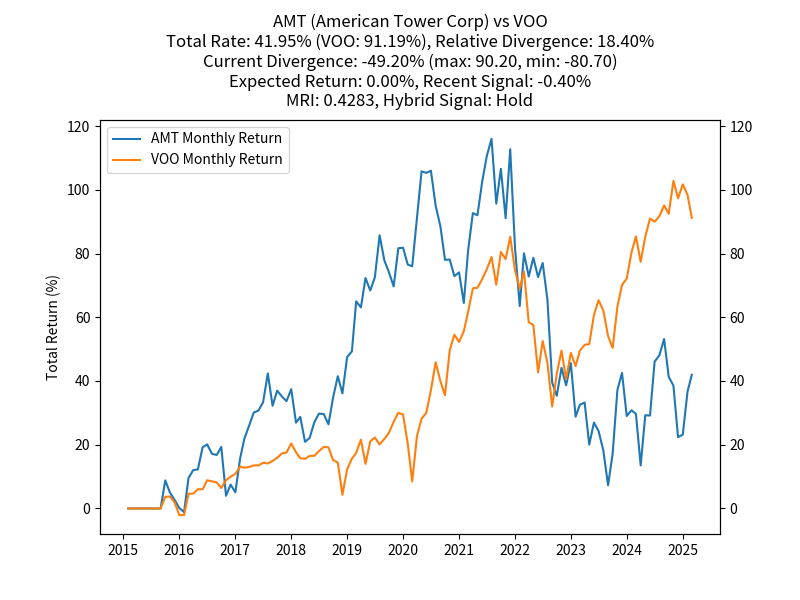 AMT (American Tower Corp) vs VOO
Total Rate: 41.95% (VOO: 91.19%), Relative Divergence: 18.40%
Current Divergence: -49.20% (max: 90.20, min: -80.70)
Expected Return: 0.00%, Recent Signal: -0.40%
MRI: 0.4283, Hybrid Signal: Hold
AMT Monthly Return
VOO Monthly Return
Total Return (%)
120
100
80
60
40
20
0
120
100
80
60
40
20
0
2015 2016 2017 2018 2019 2020 2021 2022 2023 2024 2025